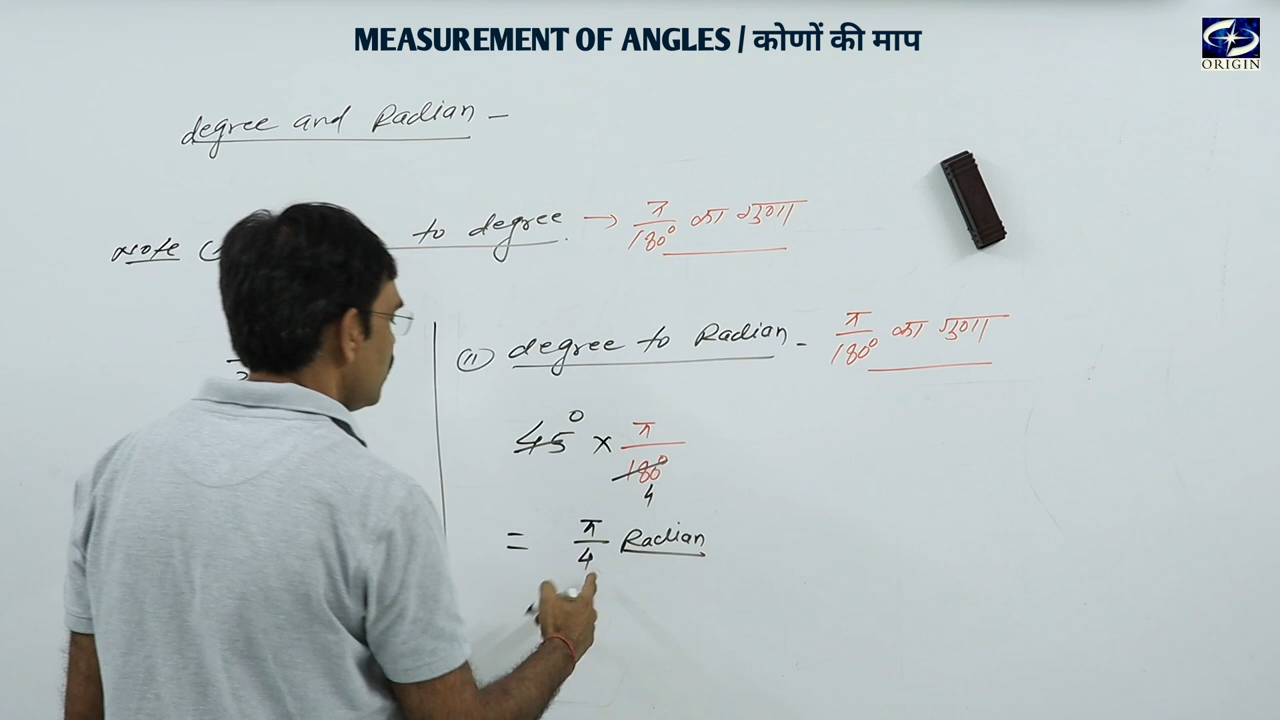 MEASUREMENT OF ANGLES / कोणों की माप
ORIGIN
degree and Radian -
Note to degree. → π/180° का गुणा
(II) degree to Radian - π/180° का गुणा
45° × π/180°
4
= π/4 Radian